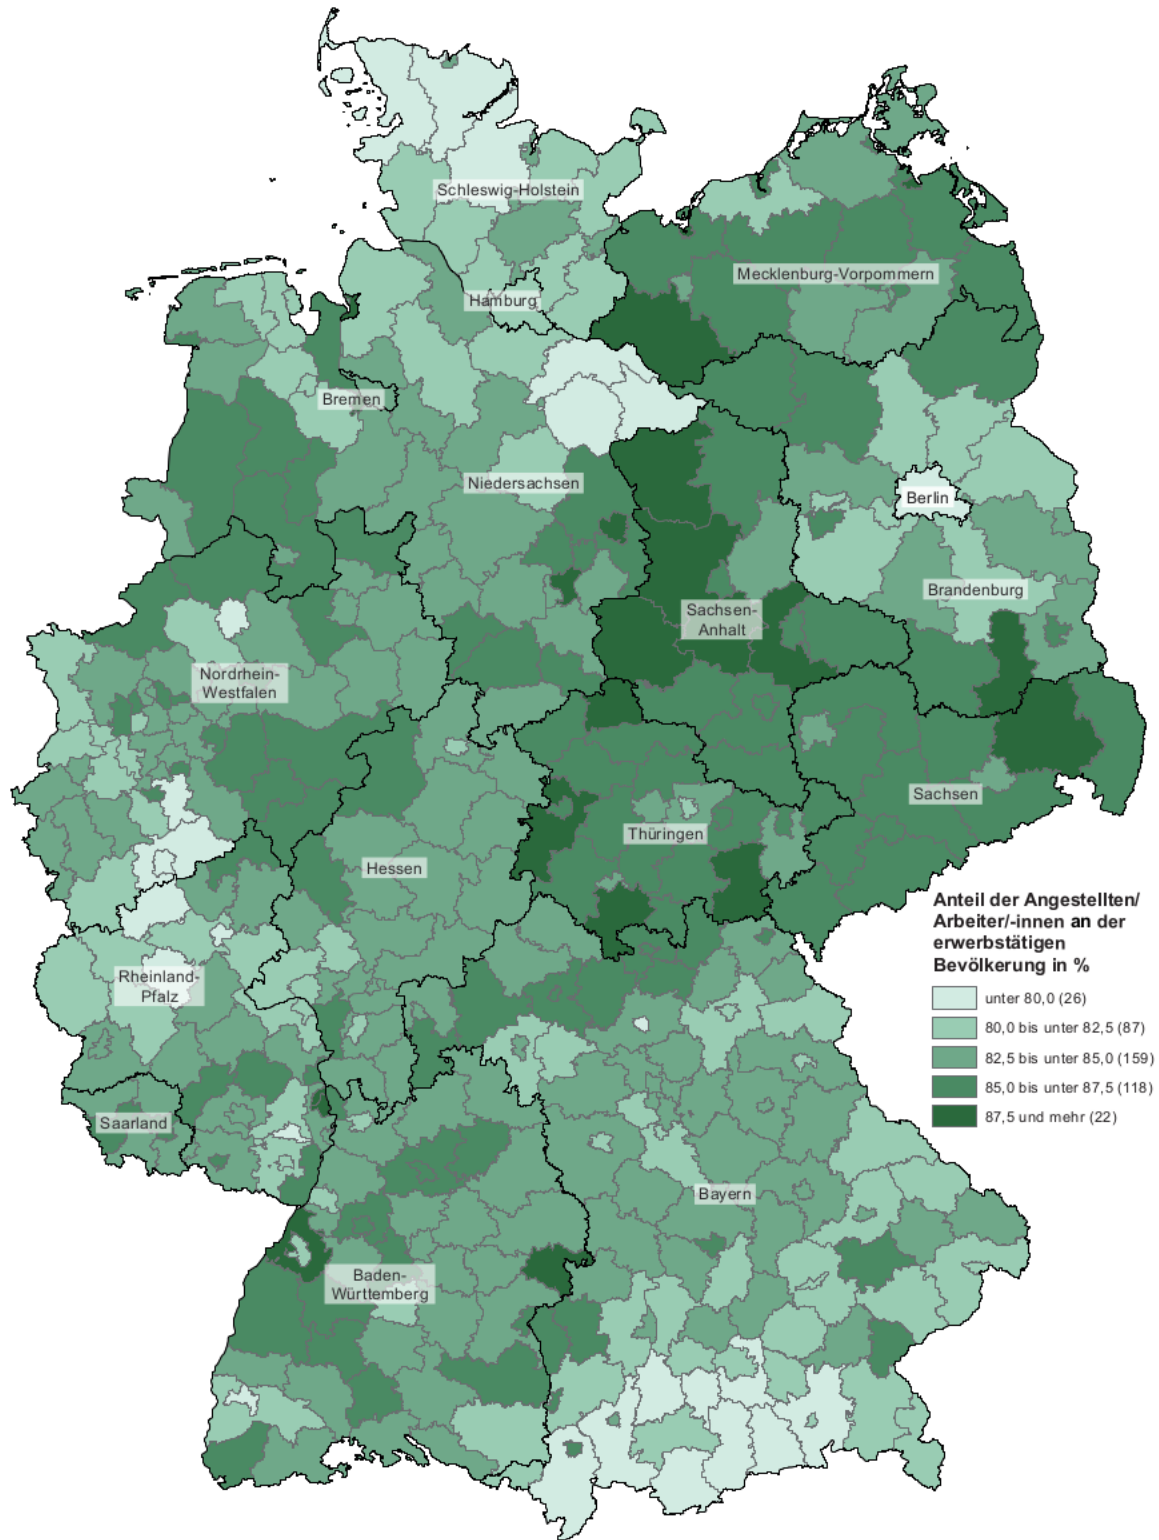 Schleswig-Holstein
Mecklenburg-Vorpommern
Hamburg
Bremen
Niedersachsen
Berlin
Brandenburg
Sachsen-
Anhalt
Nordrhein-
Westfalen
Sachsen
Thüringen
Hessen
Rheinland-
Pfalz
Saarland
Bayern
Baden-
Württemberg
Anteil der Angestellten/
Arbeiter/-innen an der
erwerbstätigen
Bevölkerung in %
unter 80,0 (26)
80,0 bis unter 82,5 (87)
82,5 bis unter 85,0 (159)
85,0 bis unter 87,5 (118)
87,5 und mehr (22)